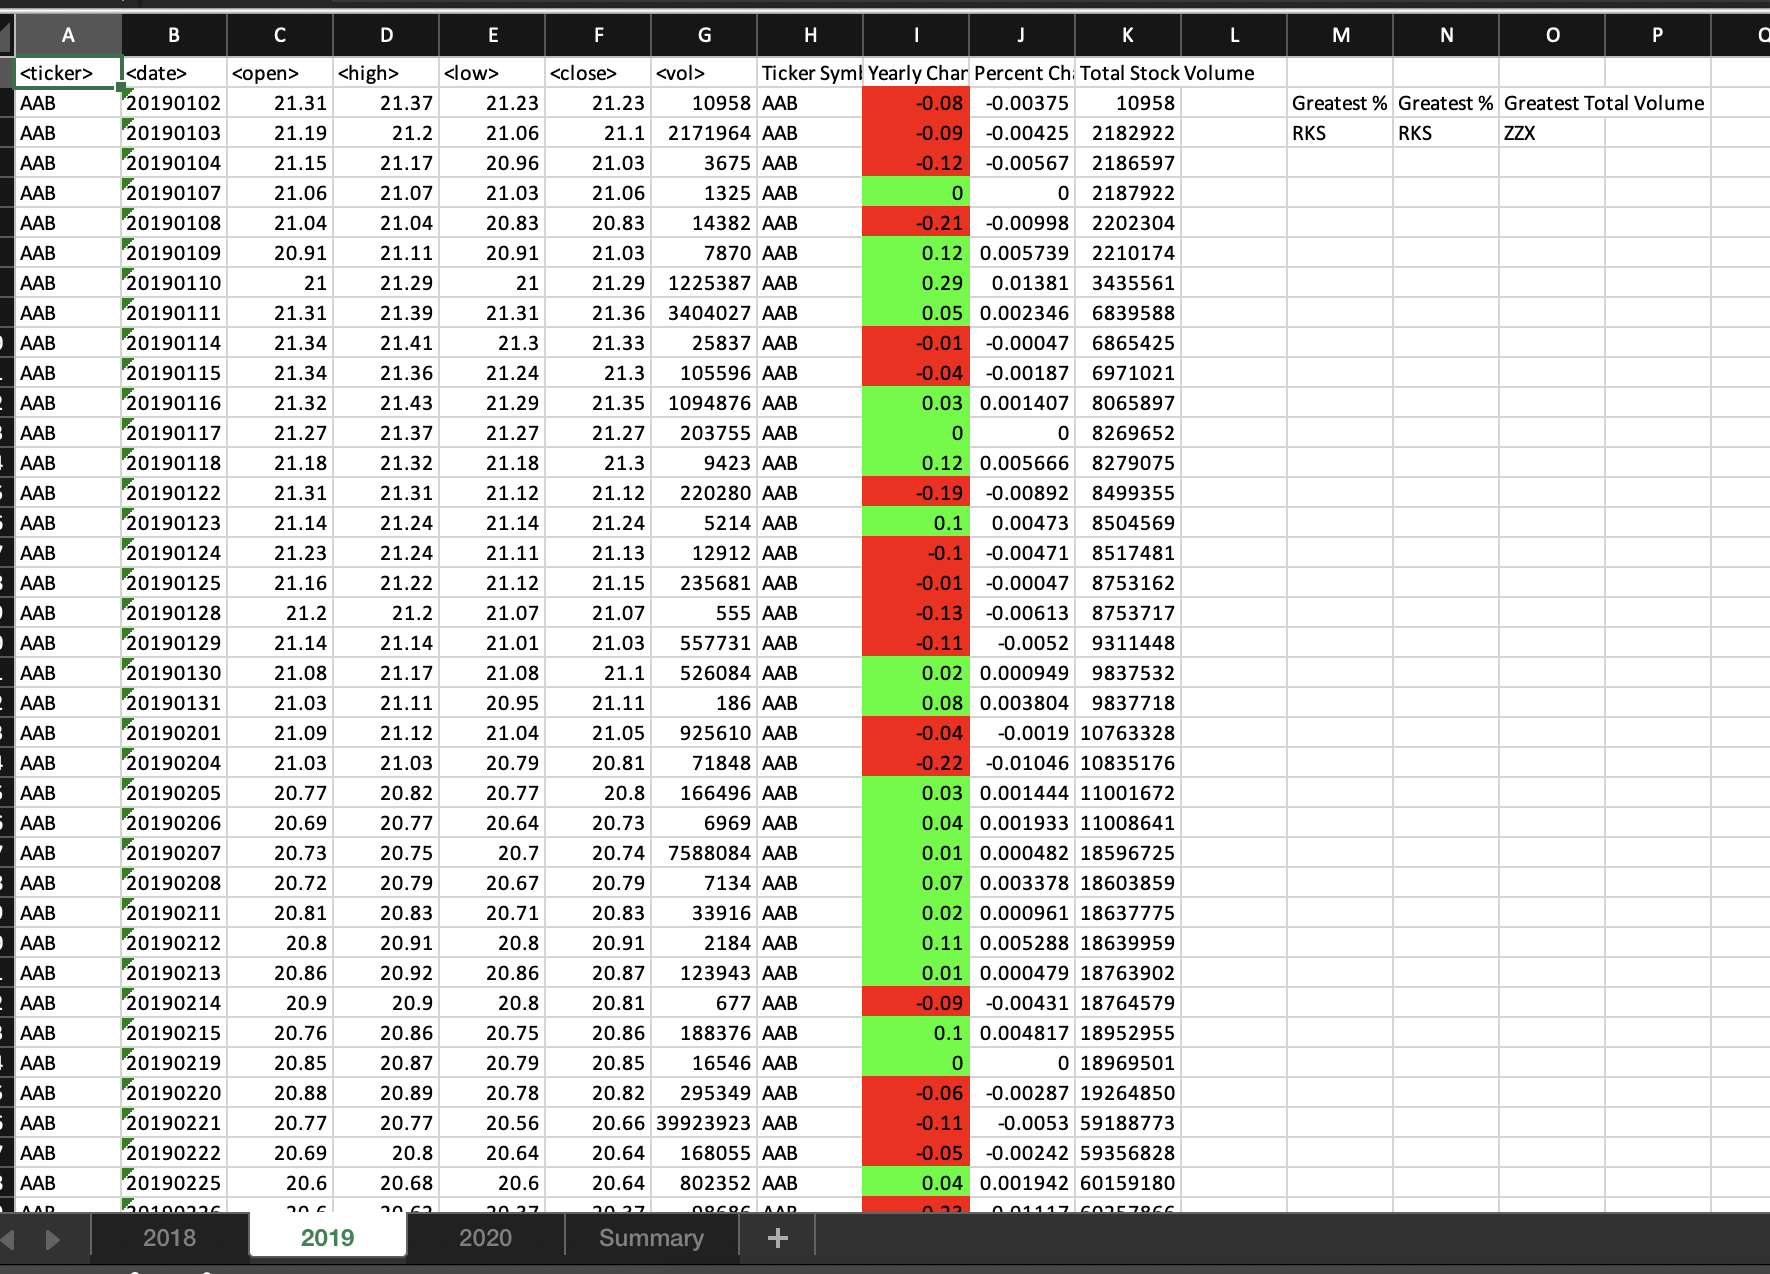 A B C D E F G H I J K L M N O P Q
<ticker> <date> <open> <high> <low> <close> <vol> Ticker Yearly Percent Total Stock Volume
AAB 20190102 21.31 21.37 21.23 21.23 10958 AAB -0.08 -0.00375 10958 Greatest % Greatest % Greatest Total Volume
AAB 20190103 21.19 21.2 21.06 21.1 2171964 AAB -0.09 -0.00425 2182922 RKS RKS ZZX
AAB 20190104 21.15 21.17 20.96 21.03 3675 AAB -0.12 -0.00567 2186597
AAB 20190107 21.06 21.07 21.03 21.06 1325 AAB 0 0 2187922
AAB 20190108 21.04 21.04 20.83 20.83 14382 AAB -0.21 -0.00998 2202304
AAB 20190109 20.91 21.11 20.91 21.03 7870 AAB 0.12 0.005739 2210174
AAB 20190110 21 21.29 21 21.29 1225387 AAB 0.29 0.01381 3435561
AAB 20190111 21.31 21.39 21.31 21.36 3404027 AAB 0.05 0.002346 6839588
AAB 20190114 21.34 21.41 21.3 21.33 25837 AAB -0.01 -0.00047 6865425
AAB 20190115 21.34 21.36 21.24 21.3 105596 AAB -0.04 -0.00187 6971021
AAB 20190116 21.32 21.43 21.29 21.35 1094876 AAB 0.03 0.001407 8065897
AAB 20190117 21.27 21.37 21.27 21.27 203755 AAB 0 0 8269652
AAB 20190118 21.18 21.32 21.18 21.3 9423 AAB 0.12 0.005666 8279075
AAB 20190122 21.31 21.31 21.12 21.12 220280 AAB -0.19 -0.00892 8499355
AAB 20190123 21.14 21.24 21.14 21.24 5214 AAB 0.1 0.00473 8504569
AAB 20190124 21.23 21.24 21.11 21.13 12912 AAB -0.1 -0.00471 8517481
AAB 20190125 21.16 21.22 21.12 21.15 235681 AAB -0.01 -0.00047 8753162
AAB 20190128 21.2 21.2 21.07 21.07 555 AAB -0.13 -0.00613 8753717
AAB 20190129 21.14 21.14 21.01 21.03 557731 AAB -0.11 -0.0052 9311448
AAB 20190130 21.08 21.17 21.08 21.1 526084 AAB 0.02 0.000949 9837532
AAB 20190131 21.03 21.11 20.95 21.11 186 AAB 0.08 0.003804 9837718
AAB 20190201 21.09 21.12 21.04 21.05 925610 AAB -0.04 -0.0019 10763328
AAB 20190204 21.03 21.03 20.79 20.81 71848 AAB -0.22 -0.01046 10835176
AAB 20190205 20.77 20.82 20.77 20.8 166496 AAB 0.03 0.001444 11001672
AAB 20190206 20.69 20.77 20.64 20.73 6969 AAB 0.04 0.001933 11008641
AAB 20190207 20.73 20.75 20.7 20.74 7588084 AAB 0.01 0.000482 18596725
AAB 20190208 20.72 20.79 20.67 20.79 7134 AAB 0.07 0.003378 18603859
AAB 20190211 20.81 20.83 20.71 20.83 33916 AAB 0.02 0.000961 18637775
AAB 20190212 20.8 20.91 20.8 20.91 2184 AAB 0.11 0.005288 18639959
AAB 20190213 20.86 20.92 20.86 20.87 123943 AAB 0.01 0.000479 18763902
AAB 20190214 20.9 20.9 20.8 20.81 677 AAB -0.09 -0.00431 18764579
AAB 20190215 20.76 20.86 20.75 20.86 188376 AAB 0.1 0.004817 18952955
AAB 20190219 20.85 20.87 20.79 20.85 16546 AAB 0 0 18969501
AAB 20190220 20.88 20.89 20.78 20.82 295349 AAB -0.06 -0.00287 19264850
AAB 20190221 20.77 20.77 20.56 20.66 39923923 AAB -0.11 -0.0053 59188773
AAB 20190222 20.69 20.8 20.64 20.64 168055 AAB -0.05 -0.00242 59356828
AAB 20190225 20.6 20.68 20.6 20.64 802352 AAB 0.04 0.001942 60159180
2018 2019 2020 Summary +